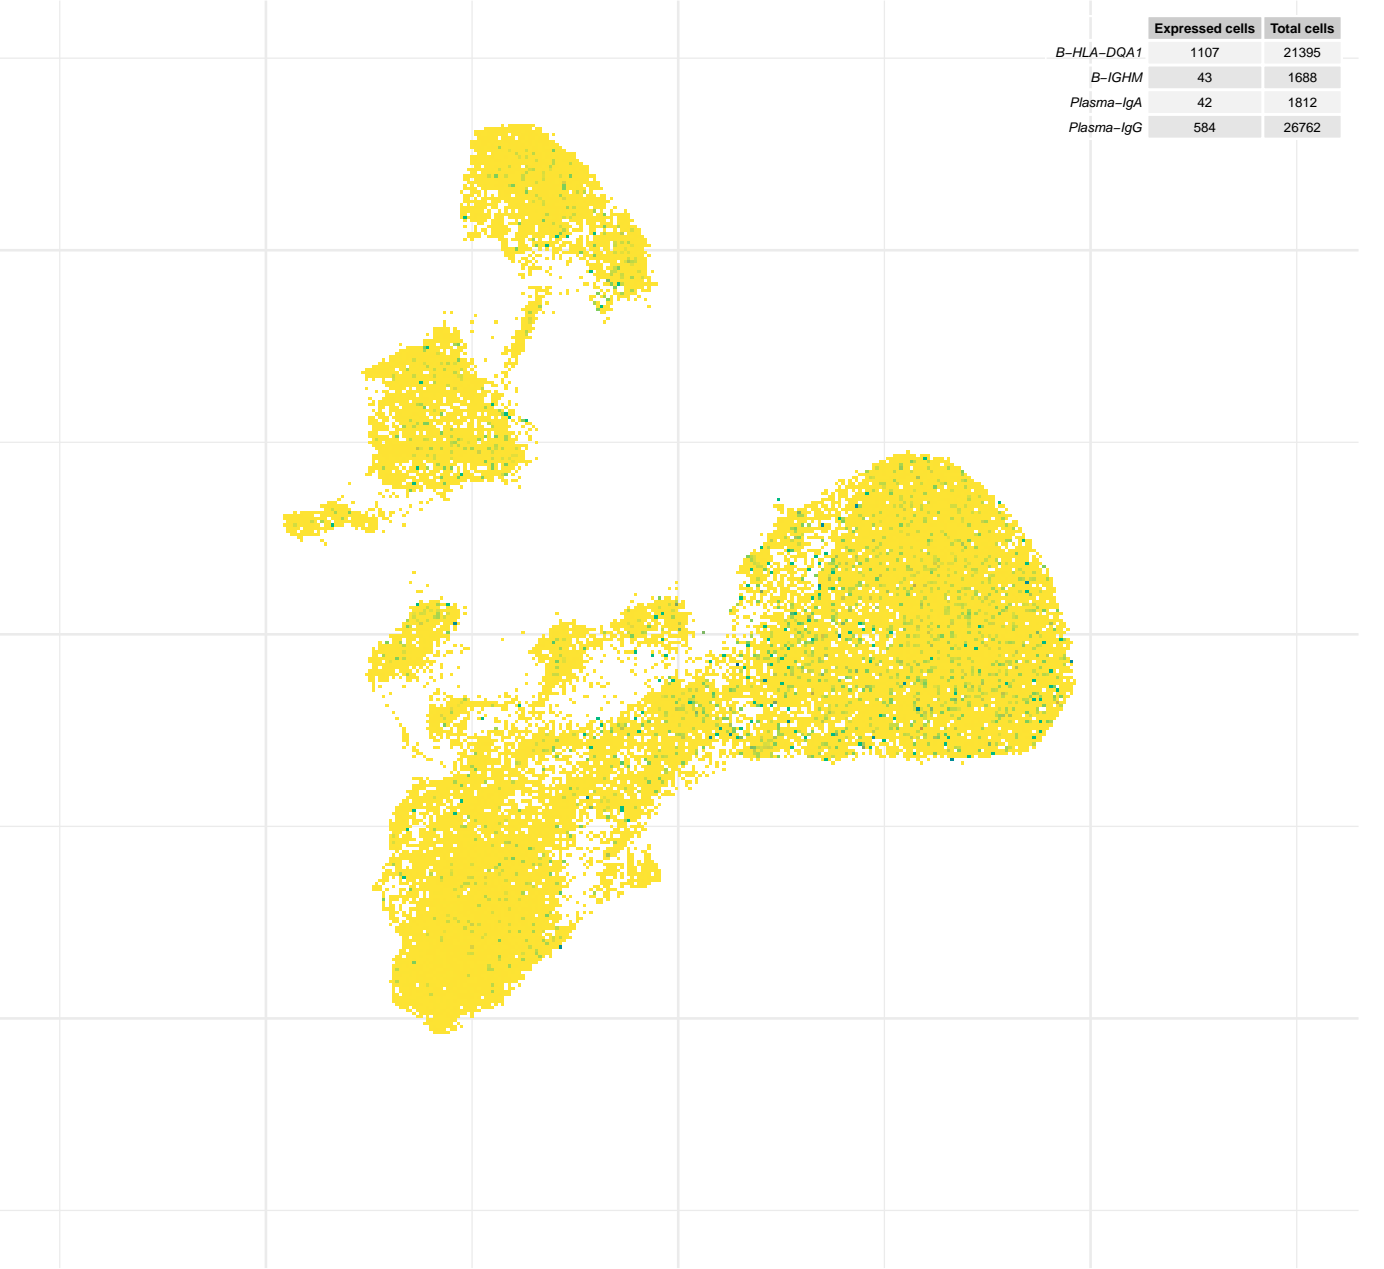 Expressed cells Total cells
B−HLA−DQA1 1107 21395
B−IGHM 43 1688
Plasma−IgA 42 1812
Plasma−IgG 584 26762